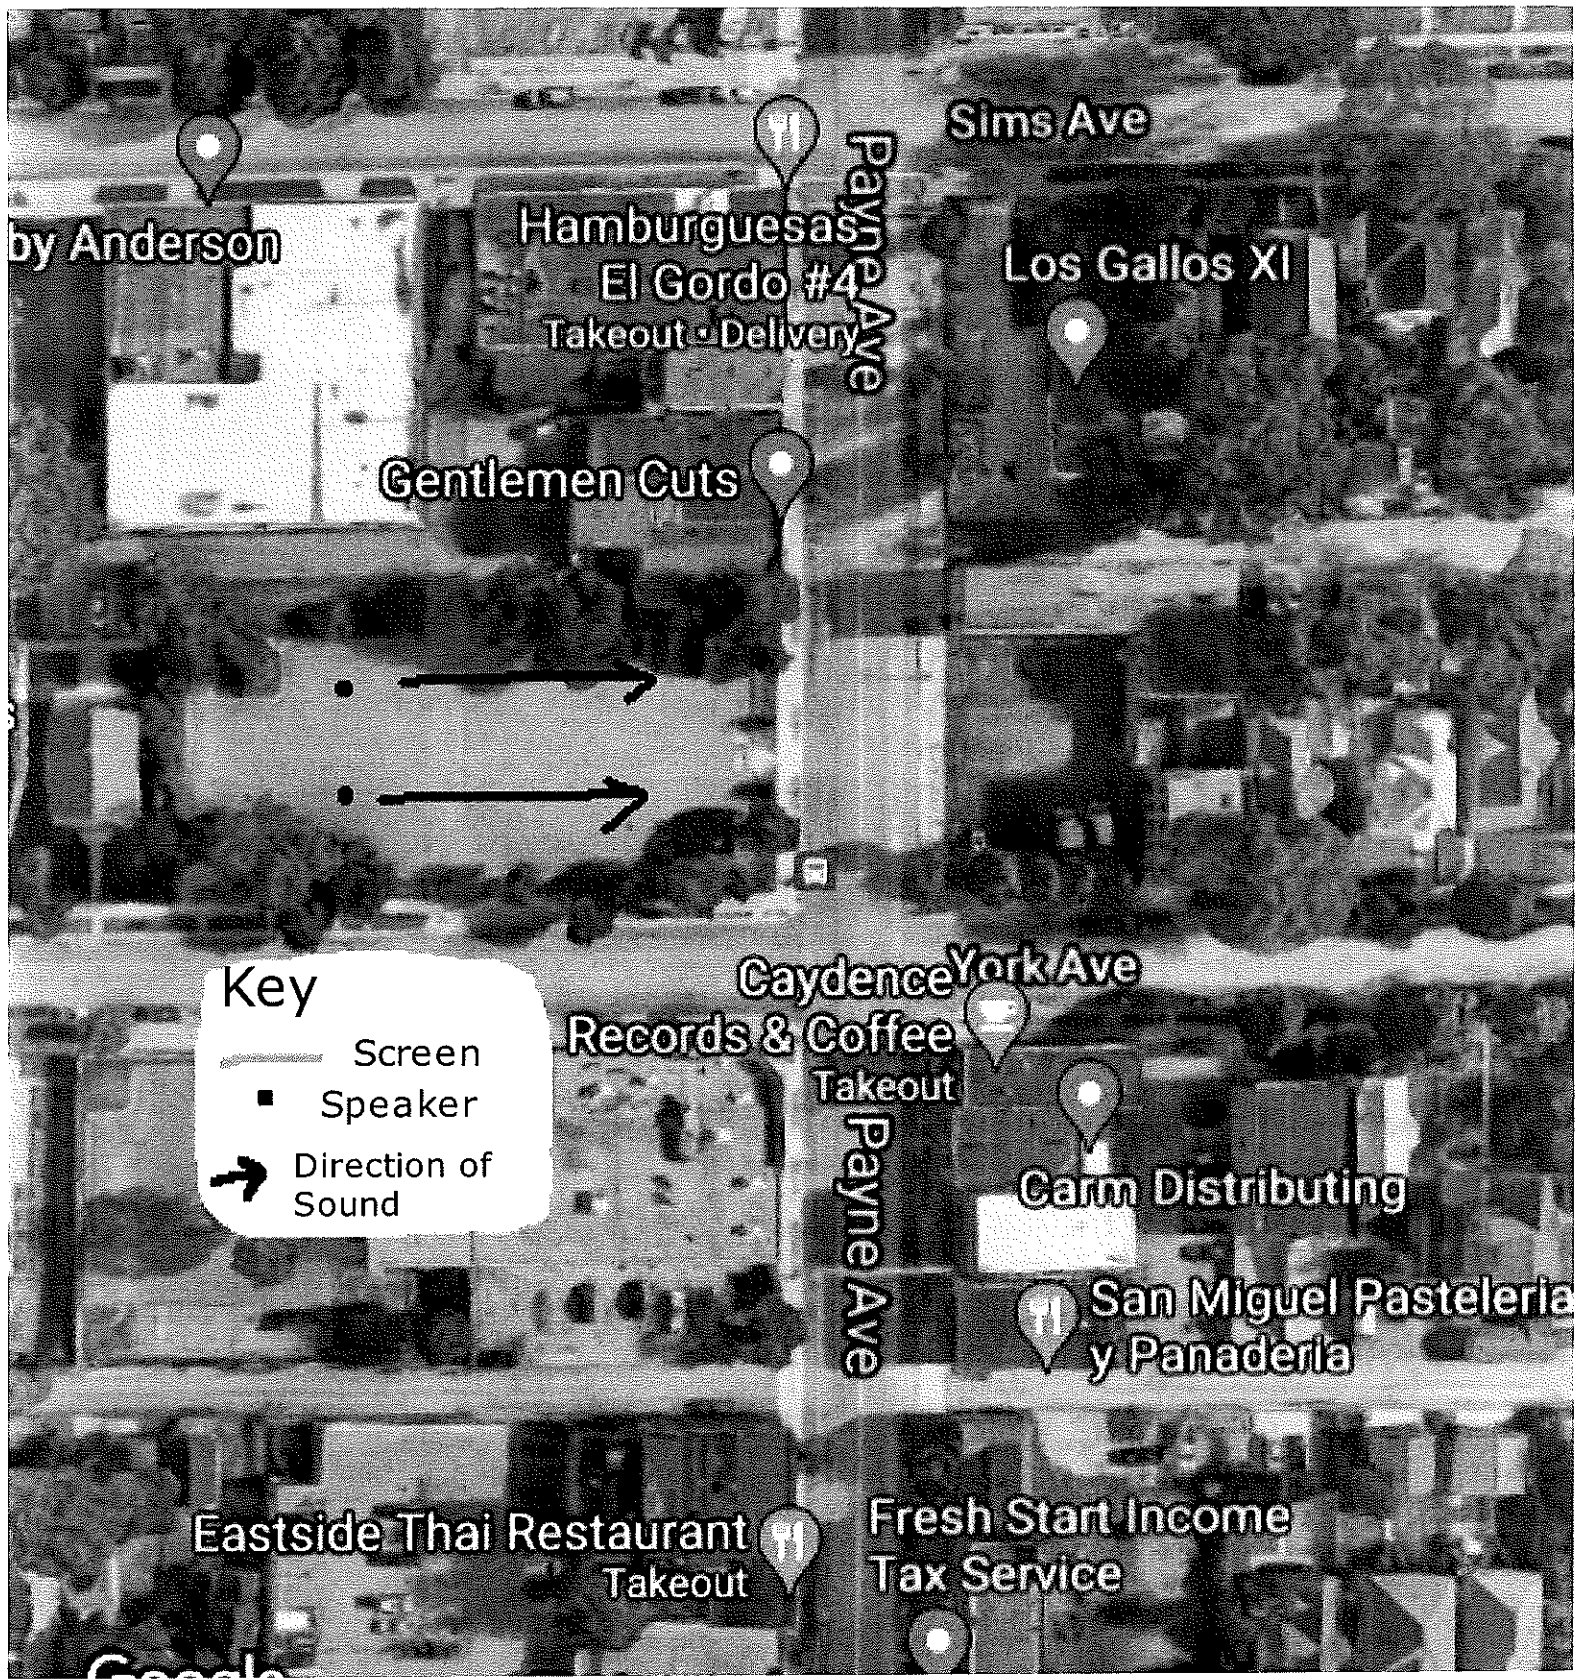 Sims Ave
Payne Ave
by Anderson
Hamburguesas
El Gordo #4
Takeout · Delivery
Los Gallos XI
Gentlemen Cuts
s
York Ave
Caydence
Records & Coffee
Takeout
Key
Screen
Speaker
Direction of
Sound
Payne Ave
Carm Distributing
San Miguel Pasteleria
y Panaderia
Eastside Thai Restaurant
Takeout
Fresh Start Income
Tax Service
Google